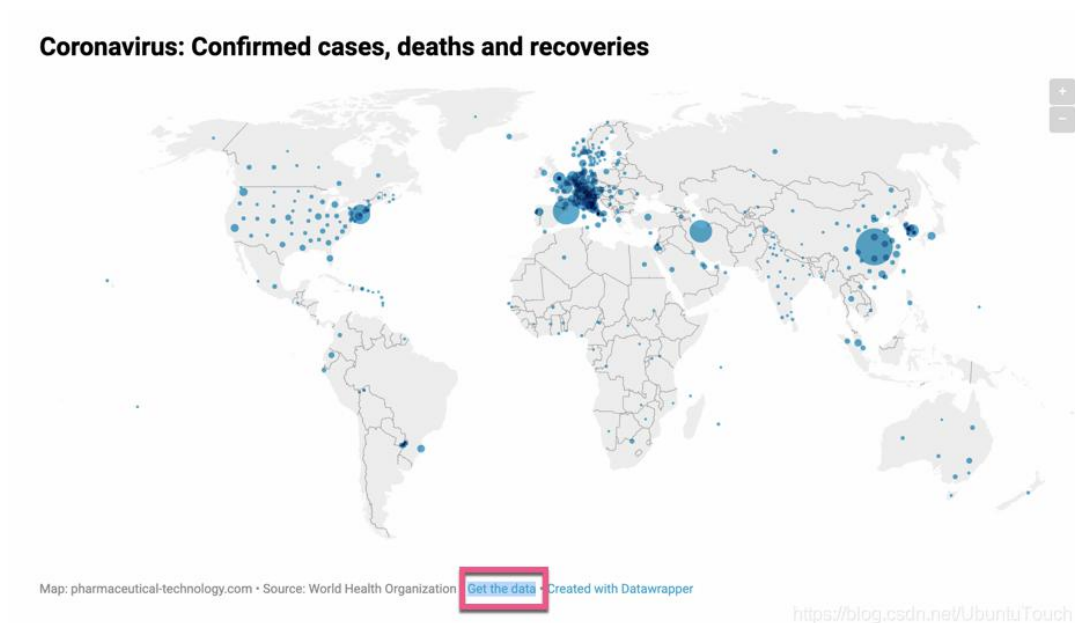 Coronavirus: Confirmed cases, deaths and recoveries
+
−
Map: pharmaceutical-technology.com • Source: World Health Organization Get the data • Created with Datawrapper
https://blog.csdn.net/UbuntuTouch